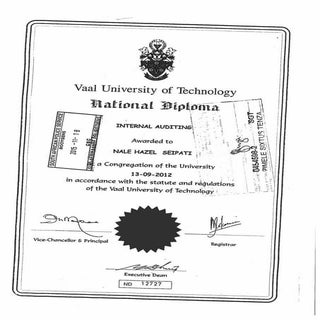 Vaal University of Technology
National Diploma
INTERNAL AUDITING
Awarded to
NALE HAZEL SEIPATI
a Congregation of the University
13-09-2012
in accordance with the statute and regulations
of the Vaal University of Technology
Vice-Chancellor & Principal
Registrar
Executive Dean
NO 12727